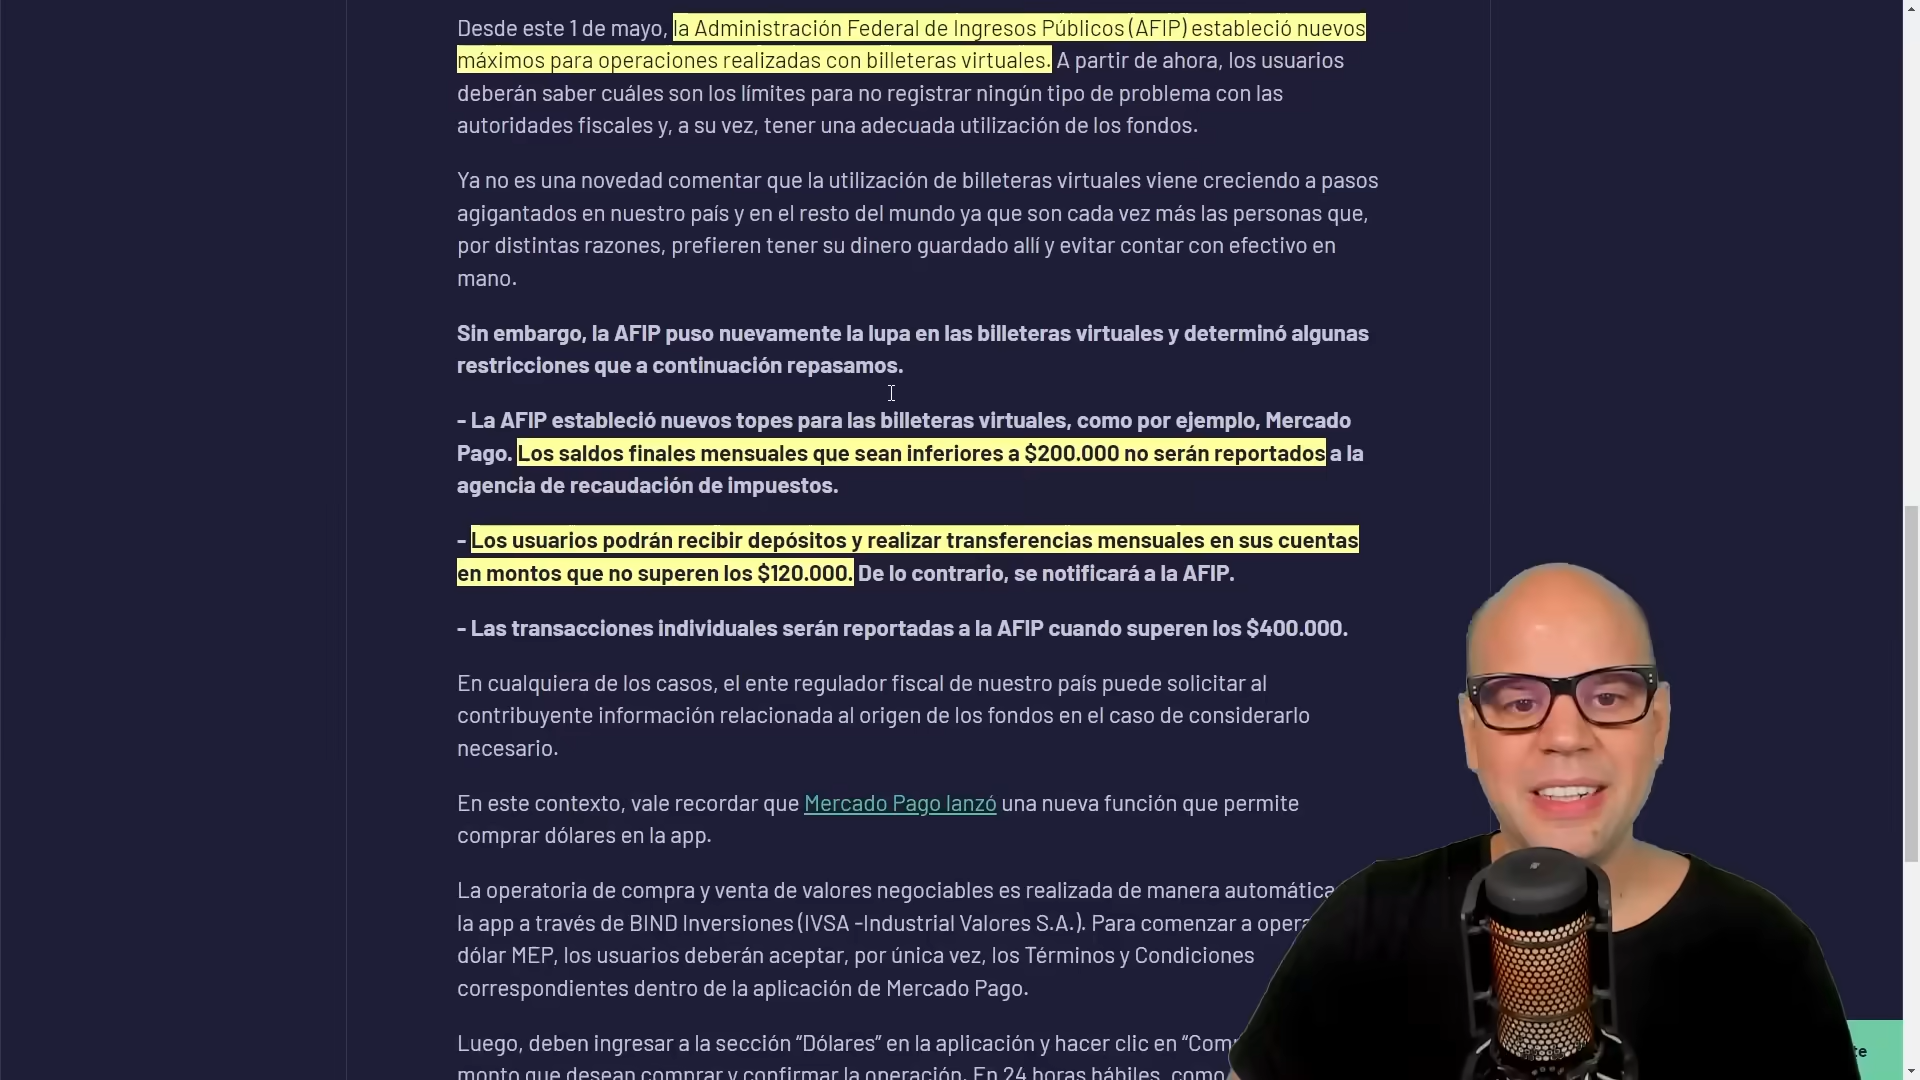 Desde este 1 de mayo, la Administración Federal de Ingresos Públicos (AFIP) estableció nuevos
máximos para operaciones realizadas con billeteras virtuales. A partir de ahora, los usuarios
deberán saber cuáles son los límites para no registrar ningún tipo de problema con las
autoridades fiscales y, a su vez, tener una adecuada utilización de los fondos.
Ya no es una novedad comentar que la utilización de billeteras virtuales viene creciendo a pasos
agigantados en nuestro país y en el resto del mundo ya que son cada vez más las personas que,
por distintas razones, prefieren tener su dinero guardado allí y evitar contar con efectivo en
mano.
Sin embargo, la AFIP puso nuevamente la lupa en las billeteras virtuales y determinó algunas
restricciones que a continuación repasamos.
- La AFIP estableció nuevos topes para las billeteras virtuales, como por ejemplo, Mercado
Pago. Los saldos finales mensuales que sean inferiores a $200.000 no serán reportados a la
agencia de recaudación de impuestos.
- Los usuarios podrán recibir depósitos y realizar transferencias mensuales en sus cuentas
en montos que no superen los $120.000. De lo contrario, se notificará a la AFIP.
- Las transacciones individuales serán reportadas a la AFIP cuando superen los $400.000.
En cualquiera de los casos, el ente regulador fiscal de nuestro país puede solicitar al
contribuyente información relacionada al origen de los fondos en el caso de considerarlo
necesario.
En este contexto, vale recordar que Mercado Pago lanzó una nueva función que permite
comprar dólares en la app.
La operatoria de compra y venta de valores negociables es realizada de manera automática
la app a través de BIND Inversiones (IVSA -Industrial Valores S.A.). Para comenzar a opera
dólar MEP, los usuarios deberán aceptar, por única vez, los Términos y Condiciones
correspondientes dentro de la aplicación de Mercado Pago.
Luego, deben ingresar a la sección “Dólares” en la aplicación y hacer clic en “Com
monto que desean comprar y confirmar la operación. En 24 horas hábiles, como
te